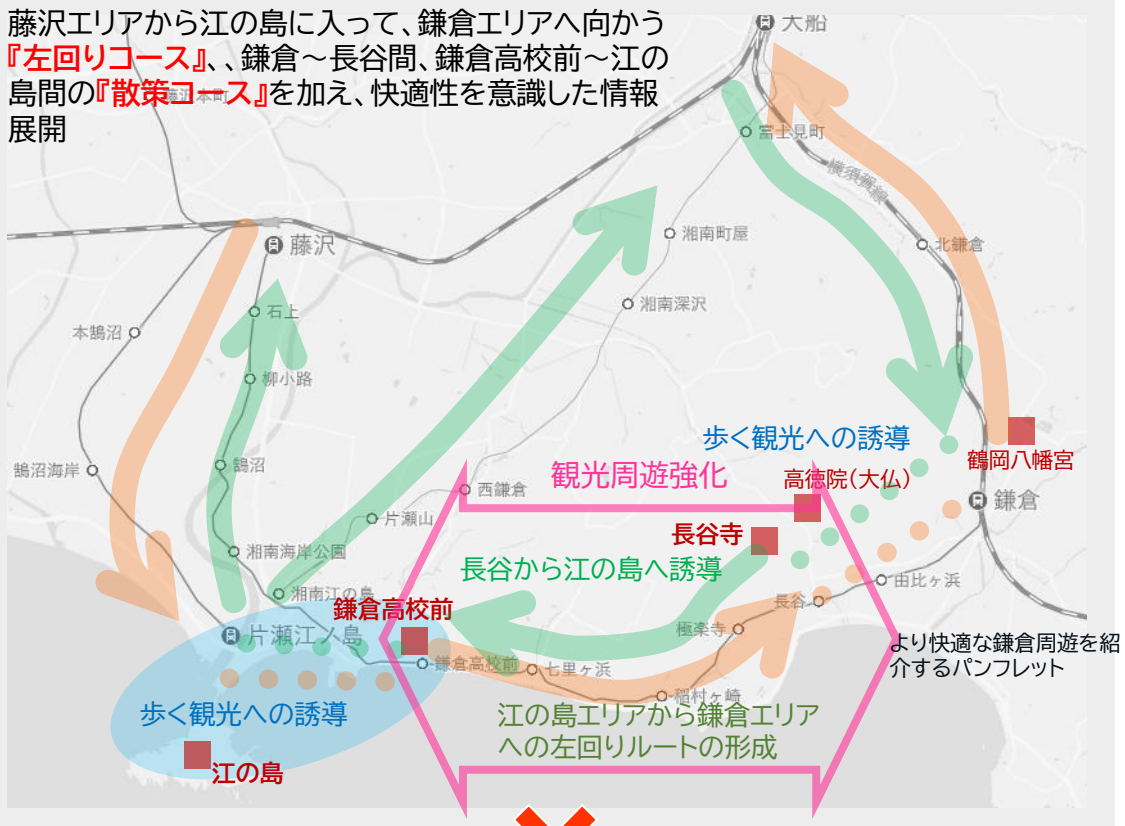 藤沢エリアから江の島に入って、鎌倉エリアへ向かう
『左回りコース』、、鎌倉～長谷間、鎌倉高校前～江の
島間の『散策コース』を加え、快適性を意識した情報
展開
大船
藤沢本町
富士見町
横須賀線
湘南町屋
北鎌倉
藤沢
石上
湘南深沢
本鵠沼
柳小路
歩く観光への誘導
鶴岡八幡宮
鵠沼海岸
鵠沼
観光周遊強化
高徳院（大仏）
西鎌倉
鎌倉
片瀬山
長谷寺
湘南海岸公園
長谷から江の島へ誘導
由比ヶ浜
湘南江の島
長谷
鎌倉高校前
片瀬江ノ島
極楽寺
より快適な鎌倉周遊を紹
介するパンフレット
鎌倉高校前
七里ヶ浜
稲村ヶ崎
歩く観光への誘導
江の島エリアから鎌倉エリア
への左回りルートの形成
江の島